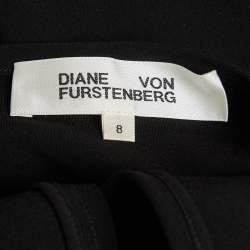 DIANE VON
FURSTENBERG
8